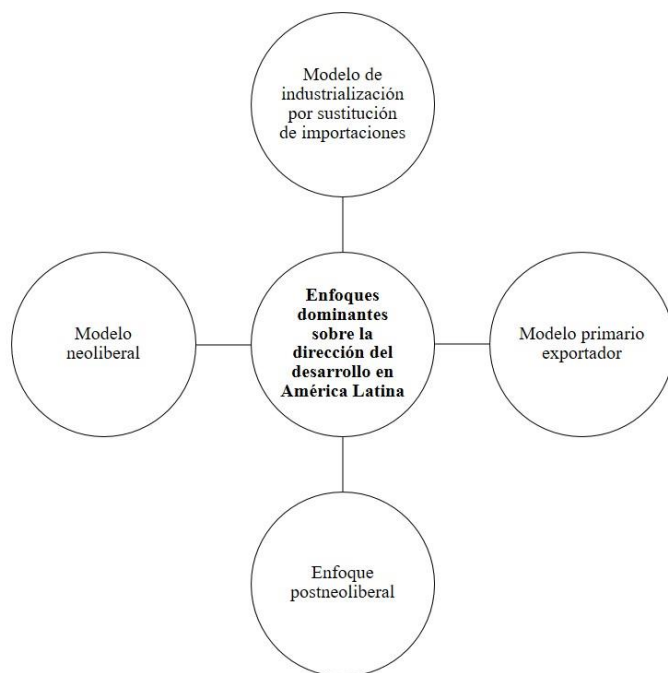 Modelo de
industrialización
por sustitución
de importaciones
Modelo
neoliberal
Enfoques
dominantes
sobre la
dirección del
desarrollo en
América Latina
Modelo primario
exportador
Enfoque
postneoliberal